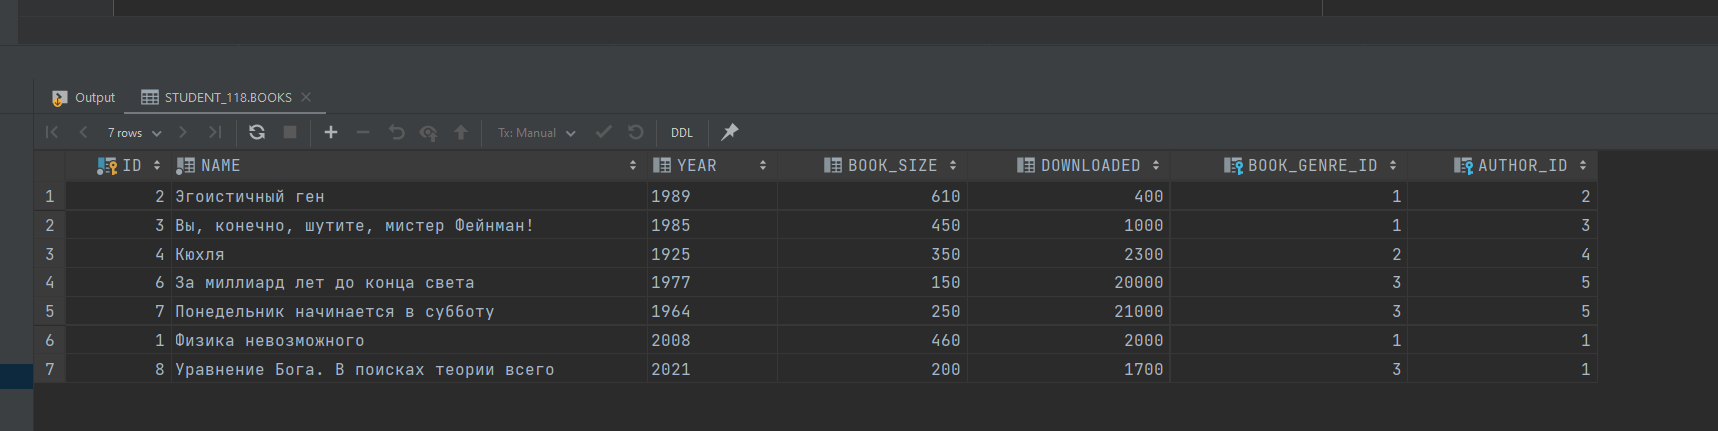 Output STUDENT_118.BOOKS
7 rows Tx: Manual DDL
ID NAME YEAR BOOK_SIZE DOWNLOADED BOOK_GENRE_ID AUTHOR_ID
1 2 Эгоистичный ген 1989 610 400 1 2
2 3 Вы, конечно, шутите, мистер Фейнман! 1985 450 1000 1 3
3 4 Кюхля 1925 350 2300 2 4
4 6 За миллиард лет до конца света 1977 150 20000 3 5
5 7 Понедельник начинается в субботу 1964 250 21000 3 5
6 1 Физика невозможного 2008 460 2000 1 1
7 8 Уравнение Бога. В поисках теории всего 2021 200 1700 3 1